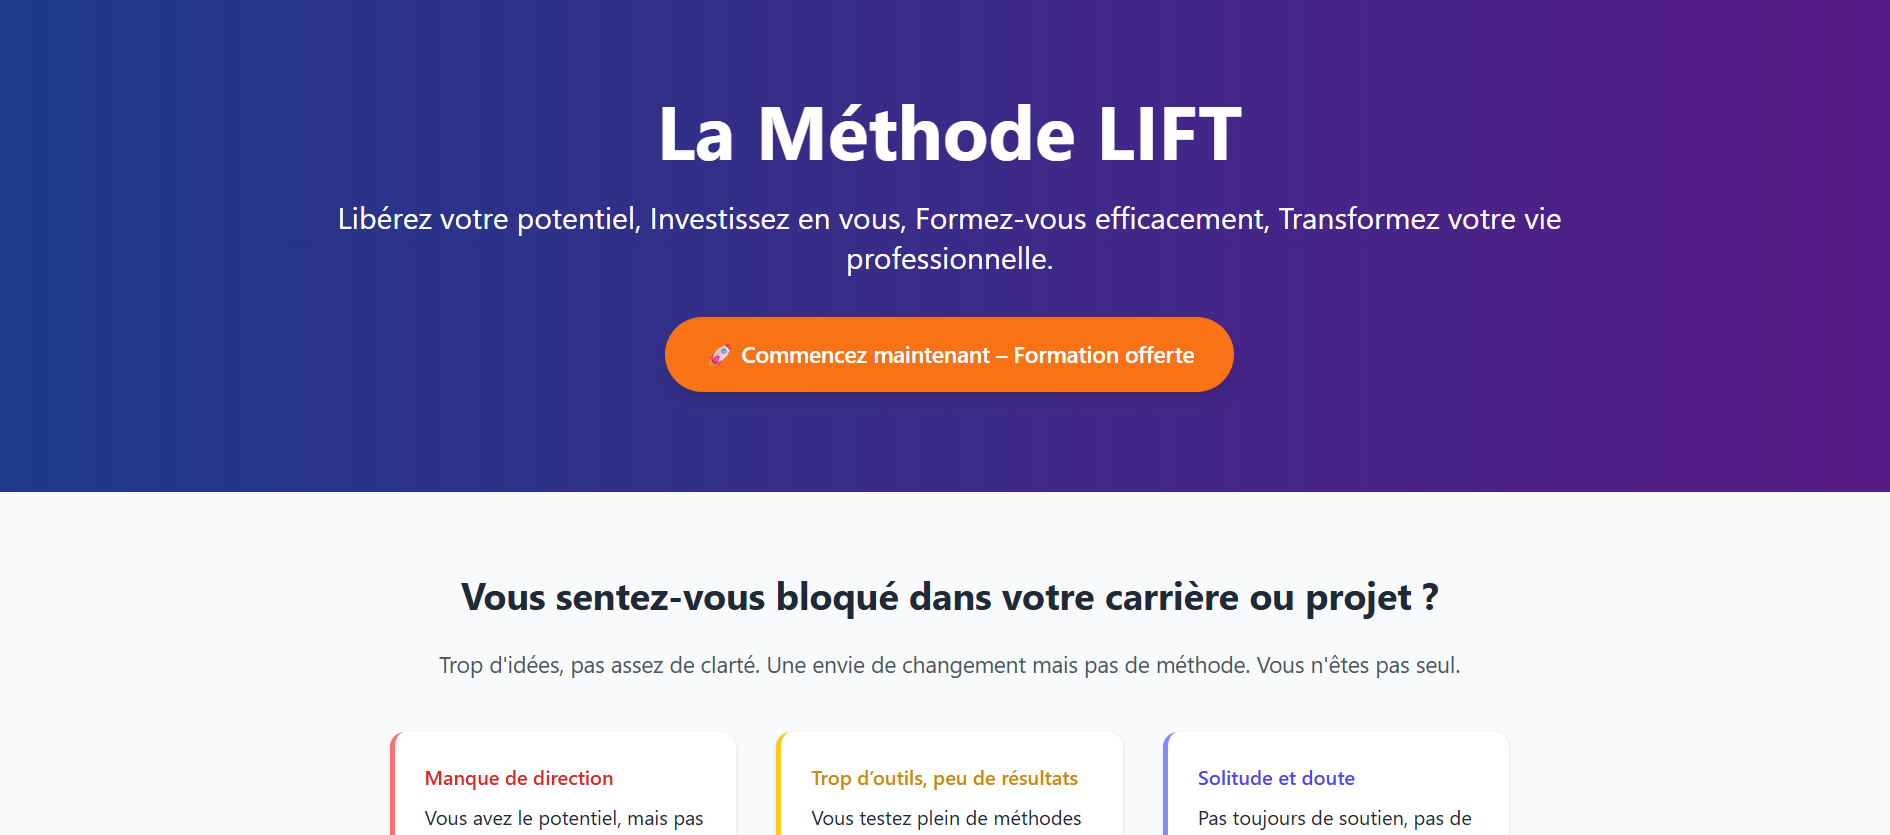 La Méthode LIFT
Libérez votre potentiel, Investissez en vous, Formez-vous efficacement, Transformez votre vie
professionnelle.
🚀 Commencez maintenant – Formation offerte
Vous sentez-vous bloqué dans votre carrière ou projet ?
Trop d'idées, pas assez de clarté. Une envie de changement mais pas de méthode. Vous n'êtes pas seul.
Manque de direction
Vous avez le potentiel, mais pas
Trop d’outils, peu de résultats
Vous testez plein de méthodes
Solitude et doute
Pas toujours de soutien, pas de